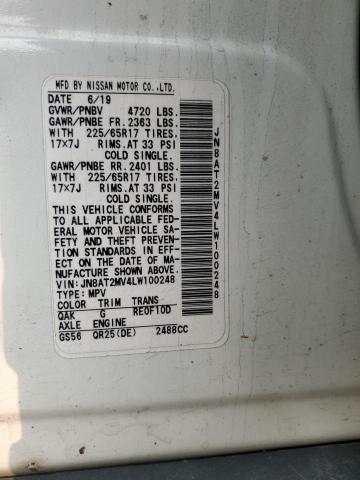 MFD BY NISSAN MOTOR CO.,LTD.
DATE 6/19
GVWR/PNBV 4720 LBS.
GAWR/PNBE FR. 2363 LBS.
WITH 225/65R17 TIRES.
17×7J RIMS.AT 33 PSI
COLD SINGLE.
GAWR/PNBE RR. 2401 LBS.
WITH 225/65R17 TIRES.
17×7J RIMS.AT 33 PSI
COLD SINGLE.
THIS VEHICLE CONFORMS
TO ALL APPLICABLE FED-
ERAL MOTOR VEHICLE SA-
FETY AND THEFT PREVEN-
TION STANDARDS IN EFF-
ECT ON THE DATE OF MA-
NUFACTURE SHOWN ABOVE.
VIN:JN8AT2MV4LW100248
TYPE:MPV
COLOR TRIM TRANS
QAK G RE0F10D
AXLE ENGINE
GS56 QR25(DE) 2488CC
JN8AT2MV4LW100248